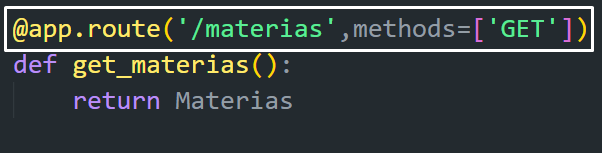 @app.route('/materias',methods=['GET'])
def get_materias():
    return Materias